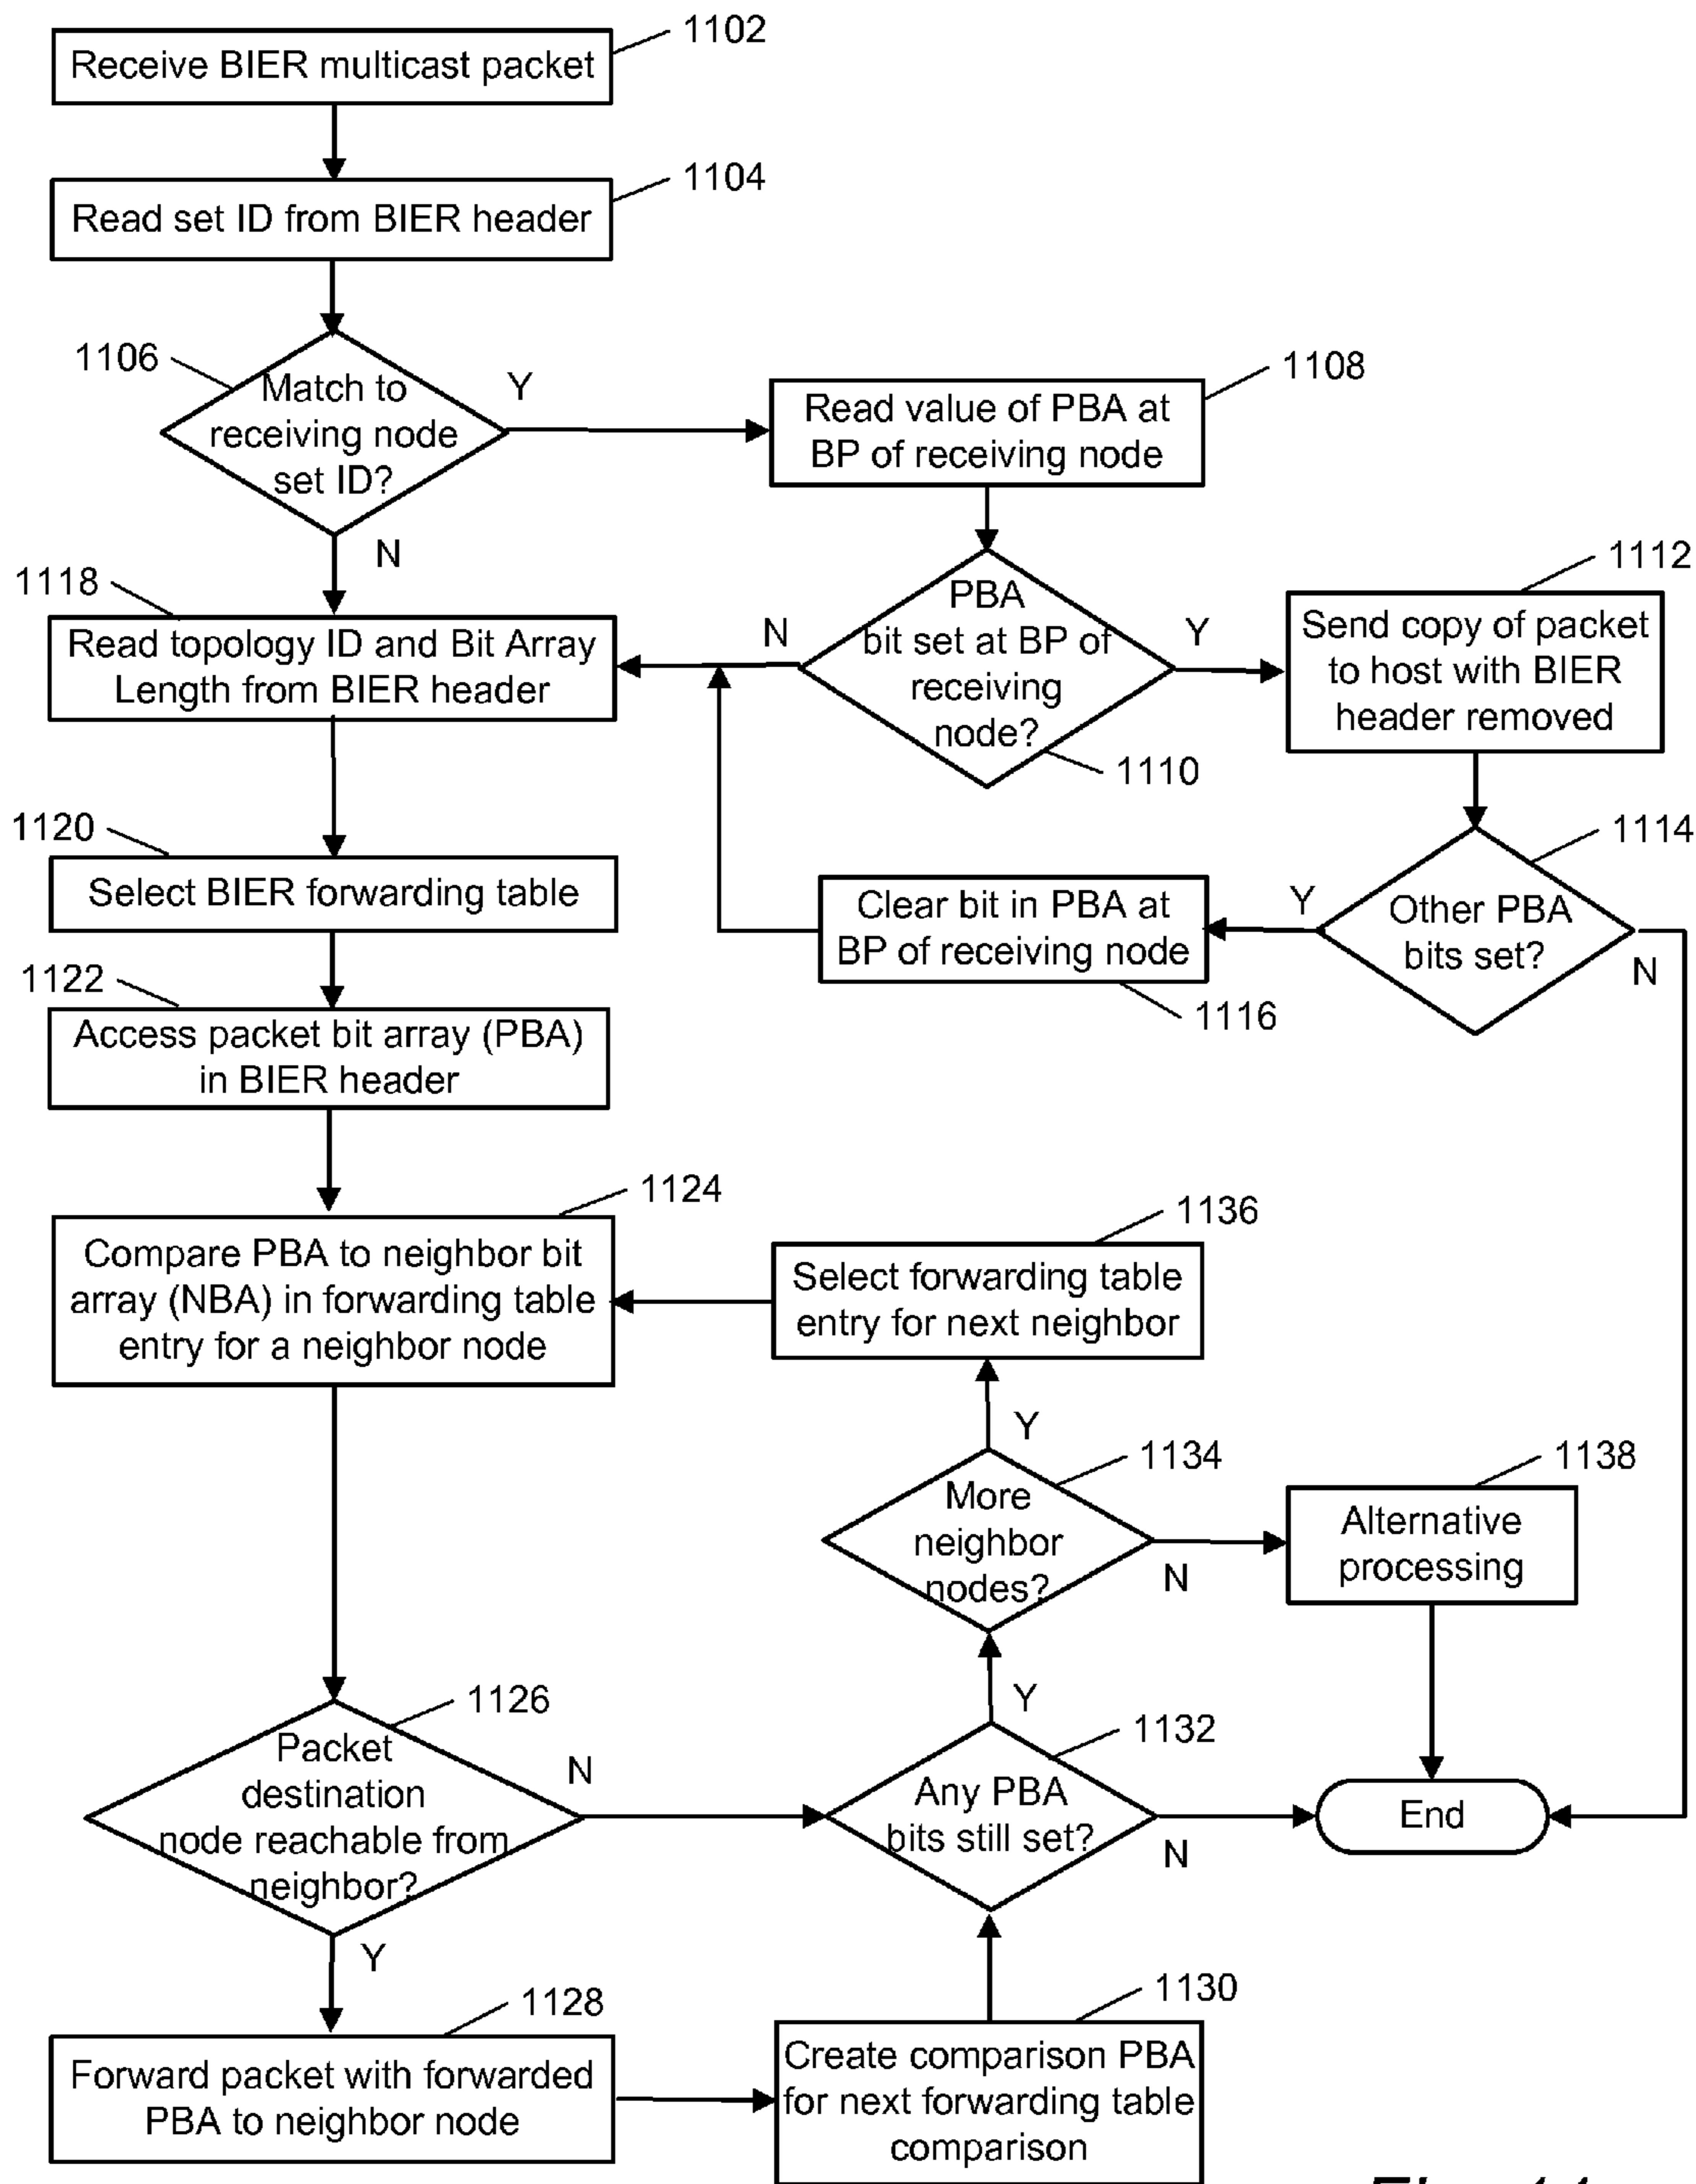 1102
Receive BIER multicast packet
1104
Read set ID from BIER header
1106
Match to
receiving node
set ID?
Y
N
1108
Read value of PBA at
BP of receiving node
PBA
bit set at BP of
receiving
node?
N
Y
1110
1112
Send copy of packet
to host with BIER
header removed
1114
Other PBA
bits set?
Y
N
Clear bit in PBA at
BP of receiving node
1116
1118
Read topology ID and Bit Array
Length from BIER header
1120
Select BIER forwarding table
1122
Access packet bit array (PBA)
in BIER header
1124
Compare PBA to neighbor bit
array (NBA) in forwarding table
entry for a neighbor node
1136
Select forwarding table
entry for next neighbor
Y
1134
More
neighbor
nodes?
N
1138
Alternative
processing
1126
Packet
destination
node reachable from
neighbor?
N
Y
Y
1132
Any PBA
bits still set?
N
End
1128
Forward packet with forwarded
PBA to neighbor node
1130
Create comparison PBA
for next forwarding table
comparison